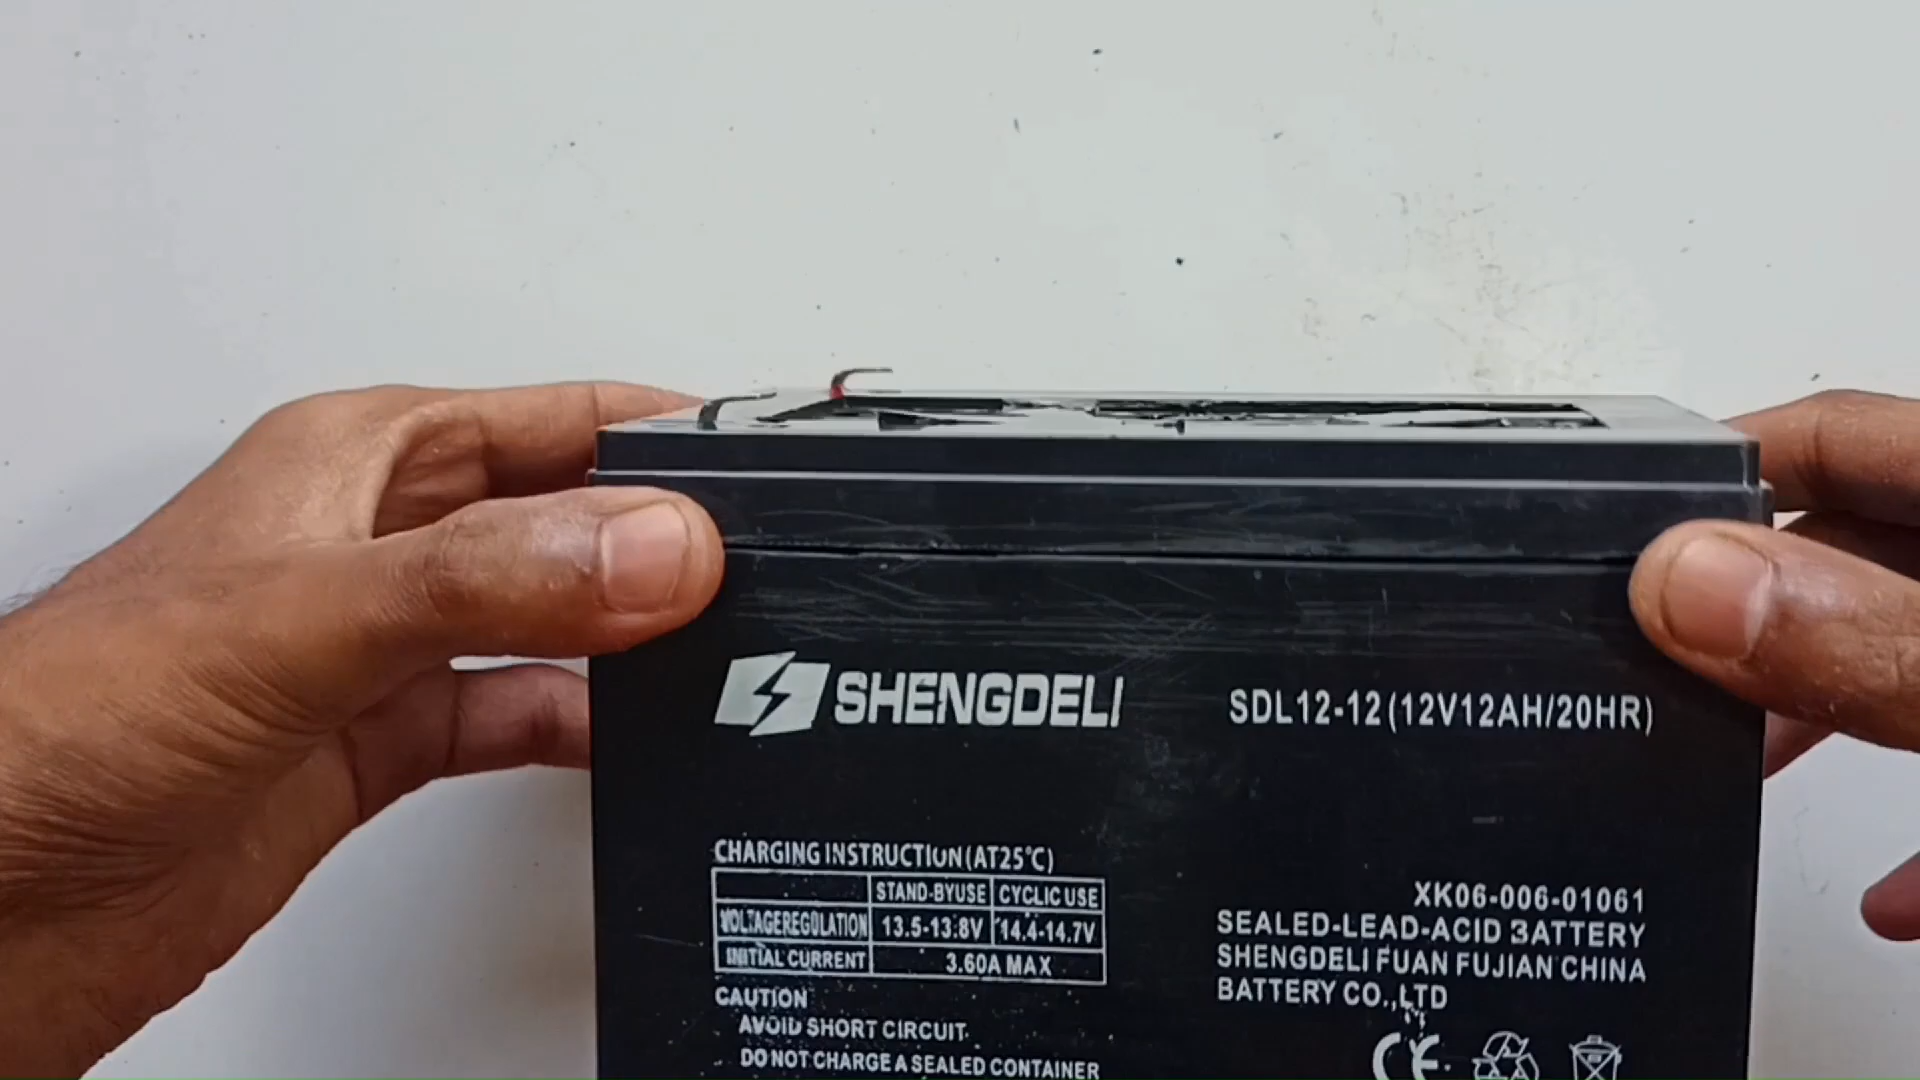 SHENGDELI
SDL12-12(12V12AH/20HR)
CHARGING INSTRUCTION(AT25°C)
STAND-BYUSE CYCLIC USE
VOLTAGEREGULATION 13.5-13.8V 14.4-14.7V
INITIAL CURRENT 3.60A MAX
CAUTION
AVOID SHORT CIRCUIT.
DO NOT CHARGE A SEALED CONTAINER
XK06-006-01061
SEALED-LEAD-ACID BATTERY
SHENGDELI FUAN FUJIAN CHINA
BATTERY CO.,LTD
CE